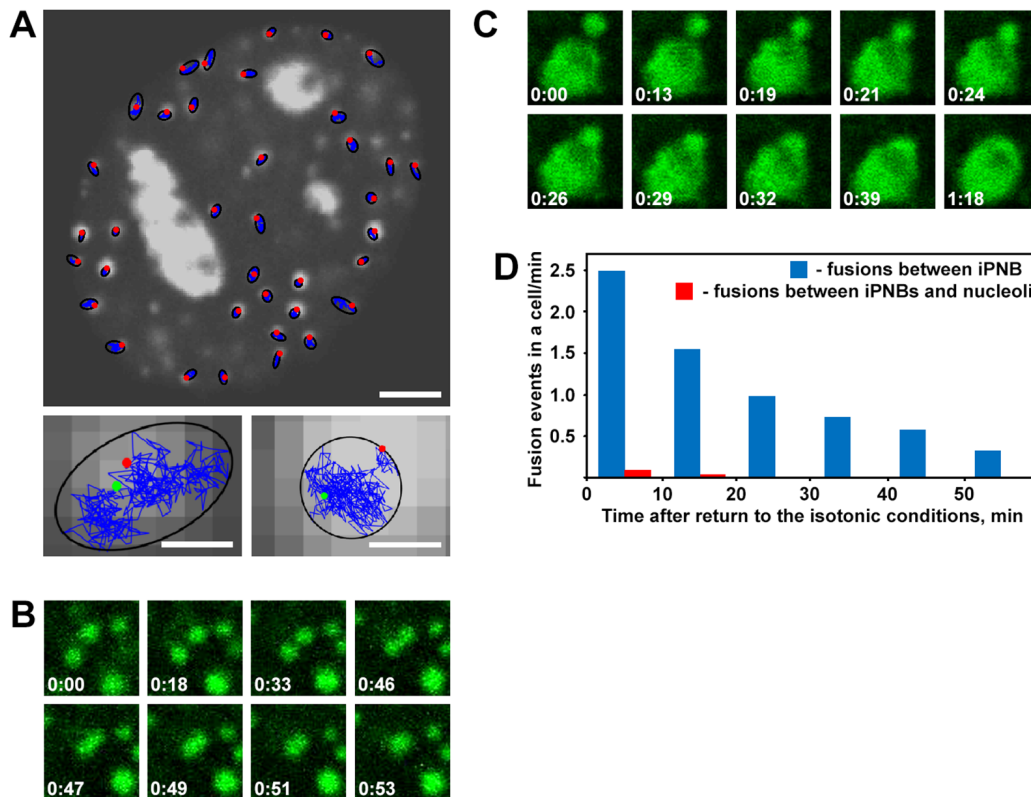 A
B
0:00 0:18 0:33 0:46
0:47 0:49 0:51 0:53
C
0:00 0:13 0:19 0:21 0:24
0:26 0:29 0:32 0:39 1:18
D
- fusions between iPNB
- fusions between iPNBs and nucleoli
Fusion events in a cell/min
2.5
2.0
1.5
1.0
0.5
0 10 20 30 40 50
Time after return to the isotonic conditions, min